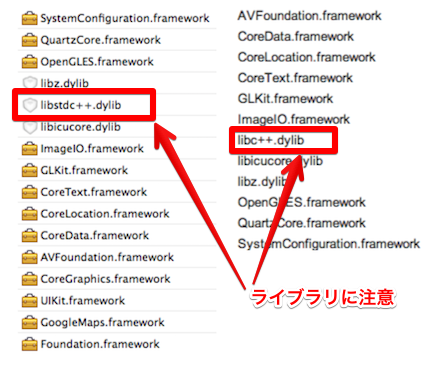 SystemConfiguration.framework
QuartzCore.framework
OpenGLES.framework
libz.dylib
libstdc++.dylib
libicucore.dylib
ImageIO.framework
GLKit.framework
CoreText.framework
CoreLocation.framework
CoreData.framework
AVFoundation.framework
CoreGraphics.framework
UIKit.framework
GoogleMaps.framework
Foundation.framework
AVFoundation.framework
CoreData.framework
CoreLocation.framework
CoreText.framework
GLKit.framework
ImageIO.framework
libc++.dylib
libicucore.dylib
libz.dylib
OpenGLES.framework
QuartzCore.framework
SystemConfiguration.framework
ライブラリに注意